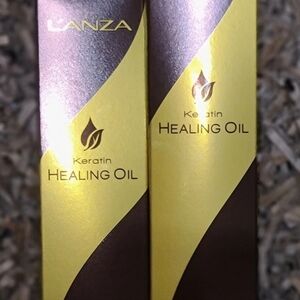 L'ANZA
Keratin
HEALING OIL
Keratin
HEALING OIL